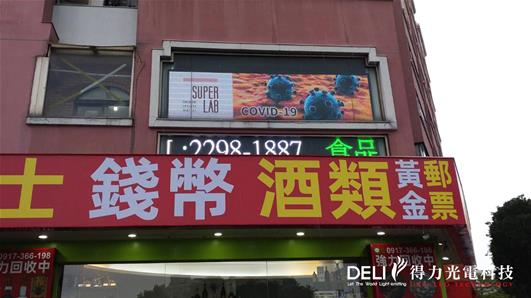 SUPER
LAB
COVID-19
:2298-1887 食品
士 錢幣 酒類 黃金 郵票
0917-366-198
強力回收中
0917-366-198
回收中
DELI 得力光電科技
Let The World Light-emitting